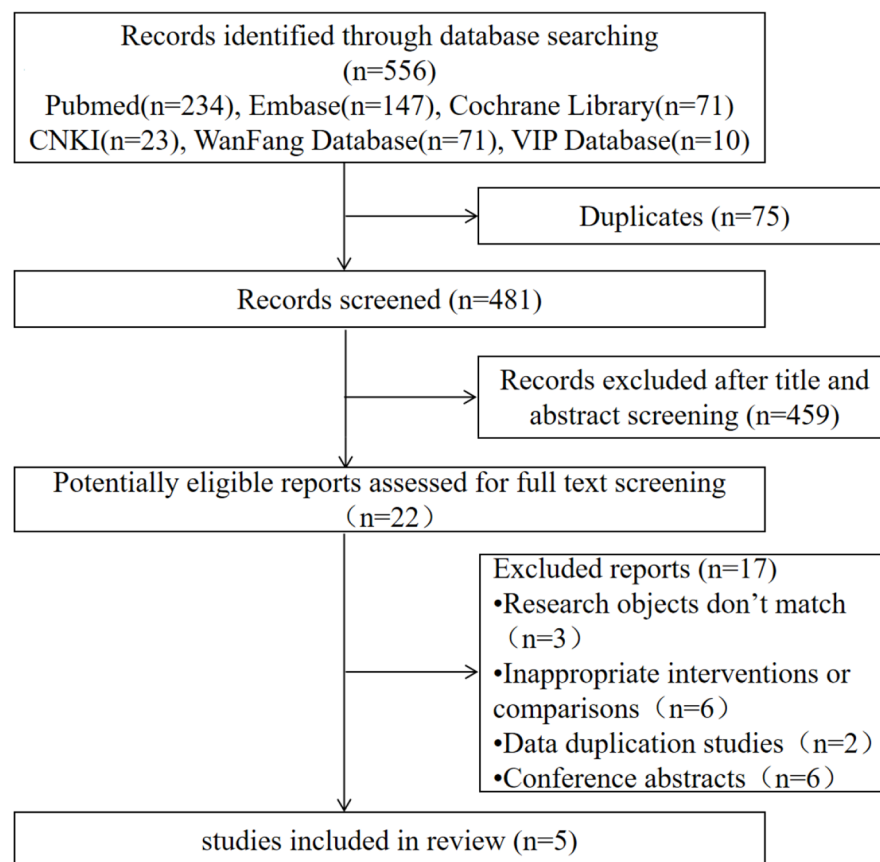 Records identified through database searching
(n=556)
Pubmed(n=234), Embase(n=147), Cochrane Library(n=71)
CNKI(n=23), WanFang Database(n=71), VIP Database(n=10)
Duplicates (n=75)
Records screened (n=481)
Records excluded after title and
abstract screening (n=459)
Potentially eligible reports assessed for full text screening
（n=22）
Excluded reports (n=17)
•Research objects don’t match
（n=3）
•Inappropriate interventions or
comparisons（n=6）
•Data duplication studies（n=2）
•Conference abstracts（n=6）
studies included in review (n=5)